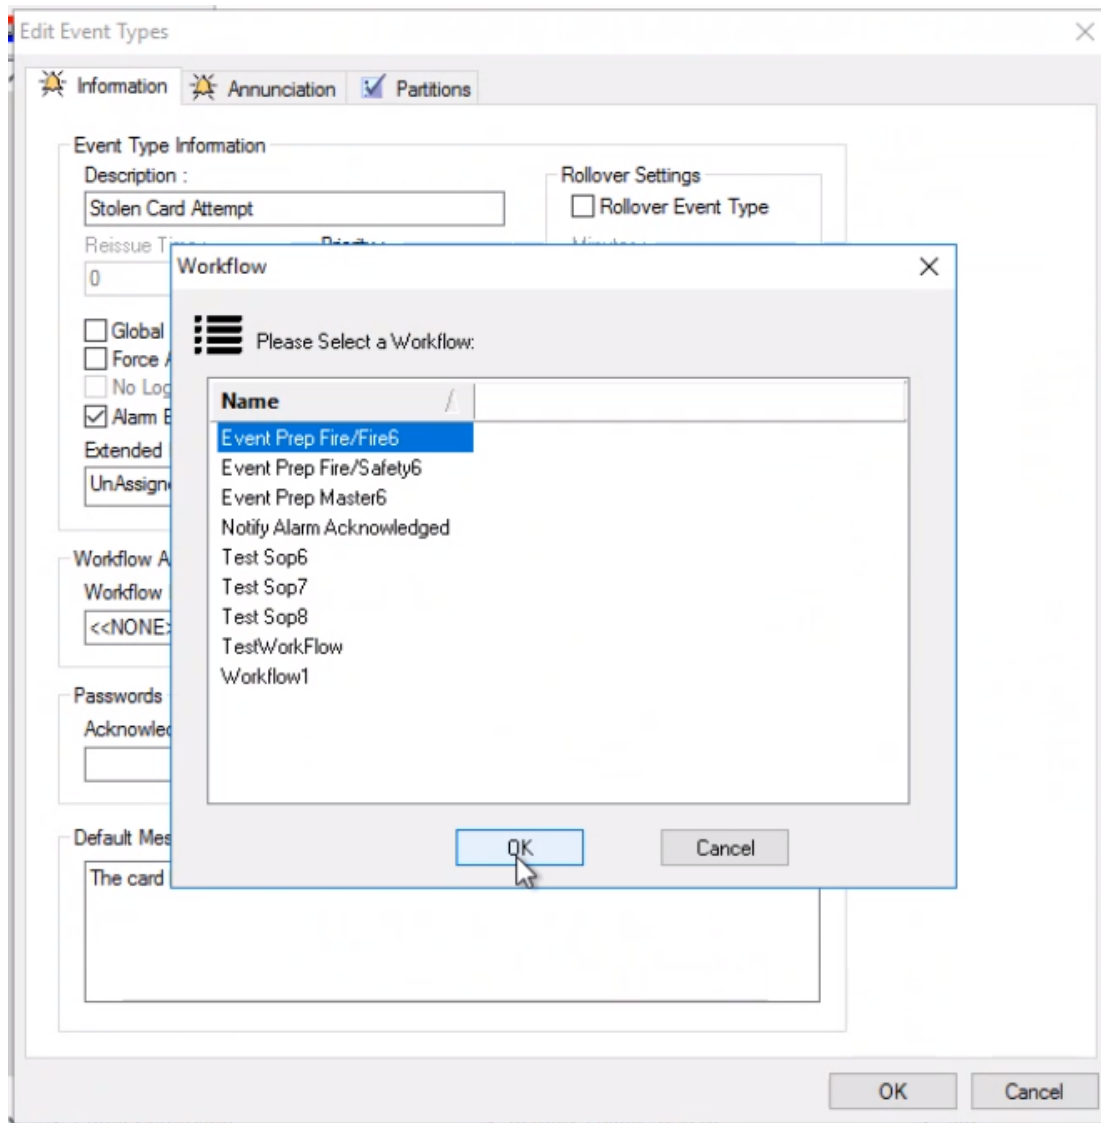 Edit Event Types
Information Annunciation Partitions
Event Type Information
Description :
Stolen Card Attempt
Rollover Settings
Rollover Event Type
Reissue
0
Global
Force
No Log
Alarm E
Extended
UnAssign
Workflow A
Workflow
<<NONE>
Passwords
Acknowled
Default Mes
The card
Workflow
Please Select a Workflow:
Name
Event Prep Fire/Fire6
Event Prep Fire/Safety6
Event Prep Master6
Notify Alarm Acknowledged
Test Sop6
Test Sop7
Test Sop8
TestWorkFlow
Workflow1
OK Cancel
OK Cancel